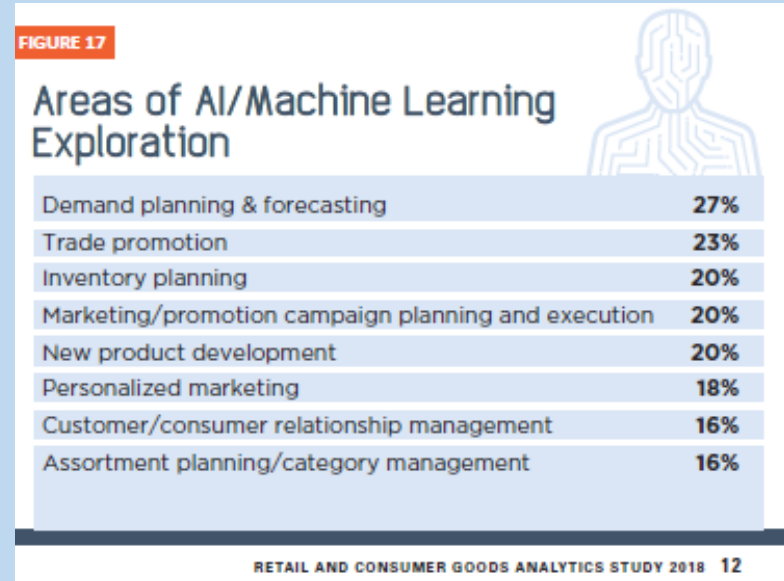 FIGURE 17
Areas of AI/Machine Learning
Exploration
Demand planning & forecasting 27%
Trade promotion 23%
Inventory planning 20%
Marketing/promotion campaign planning and execution 20%
New product development 20%
Personalized marketing 18%
Customer/consumer relationship management 16%
Assortment planning/category management 16%
RETAIL AND CONSUMER GOODS ANALYTICS STUDY 2018 12